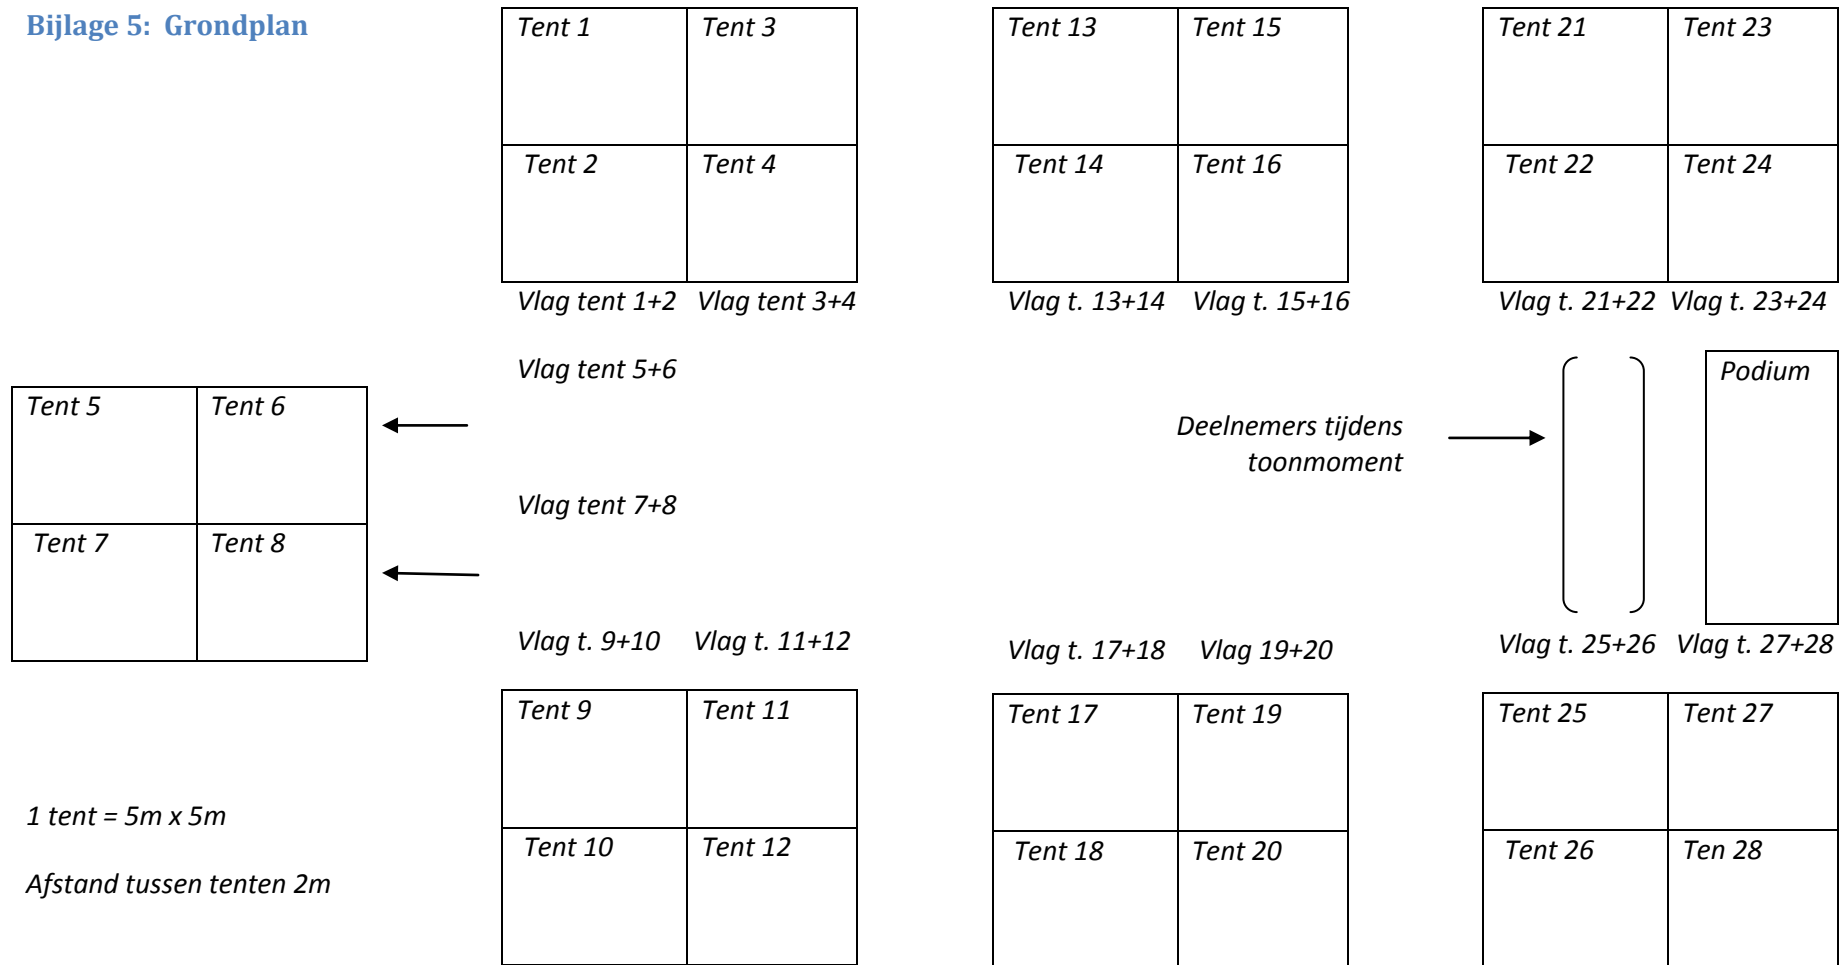 Bijlage 5: Grondplan
Tent 1 Tent 3
Tent 2 Tent 4
Vlag tent 1+2 Vlag tent 3+4
Tent 13 Tent 15
Tent 14 Tent 16
Vlag t. 13+14 Vlag t. 15+16
Tent 21 Tent 23
Tent 22 Tent 24
Vlag t. 21+22 Vlag t. 23+24
Vlag tent 5+6
Tent 5 Tent 6
Vlag tent 7+8
Tent 7 Tent 8
Deelnemers tijdens
toonmoment
Podium
Vlag t. 9+10 Vlag t. 11+12
Tent 9 Tent 11
Tent 10 Tent 12
Vlag t. 17+18 Vlag 19+20
Tent 17 Tent 19
Tent 18 Tent 20
Vlag t. 25+26 Vlag t. 27+28
Tent 25 Tent 27
Tent 26 Ten 28
1 tent = 5m x 5m
Afstand tussen tenten 2m